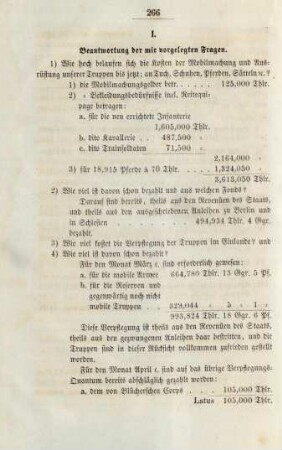 266
I.
Beantwortung der mir vorgelegten Fragen.
1) Wie hoch belaufen sich die Kosten der Mobilmachung und Aus-
rüstung unserer Truppen bis jetzt; an Tuch, Schuhen, Pferden, Sätteln ꝛc.?
1) die Mobilmachungsgelder betr. . . 125,000 Thlr.
2) » Bekleidungsbedürfnisse incl. Reitequi-
page betragen:
a. für die neu errichtete Infanterie
1,605,000 Thlr.
b. dito Kavallerie . 487,500 »
c. dito Trainsoldaten 71,500 »
2,164,000 »
3) für 18,915 Pferde à 70 Thlr. . 1,324,050 »
3,613,050 Thlr.
2) Wie viel ist davon schon bezahlt und aus welchen Fonds?
Darauf sind bereits, theils aus den Revenüen des Staats,
und theils aus den ausgeschriebenen Anleihen zu Berlin und
in Schlesien . . . . . . 494,934 Thlr. 4 Ggr.
bezahlt.
3) Wie viel kostet die Verpflegung der Truppen im Einlande? und
4) Wie viel ist davon schon bezahlt?
Für den Monat März c. sind erforderlich gewesen:
a. für die mobile Armee 664,780 Thlr. 13 Ggr. 5 Pf.
b. für die Reserven und
gegenwärtig noch nicht
mobile Truppen . . 329,044 » 5 » 1 »
993,824 Thlr. 18 Ggr. 6 Pf.
Diese Verpflegung ist theils aus den Revenüen des Staats,
theils aus den gezwungenen Anleihen baar bestritten, und die
Truppen sind in dieser Rücksicht vollkommen zufrieden gestellt
worden.
Für den Monat April c. sind auf das übrige Verpflegungs-
Quantum bereits abschläglich gezahlt worden:
a. dem von Blücherschen Corps . . 105,000 Thlr.
Latus 105,000 Thlr.